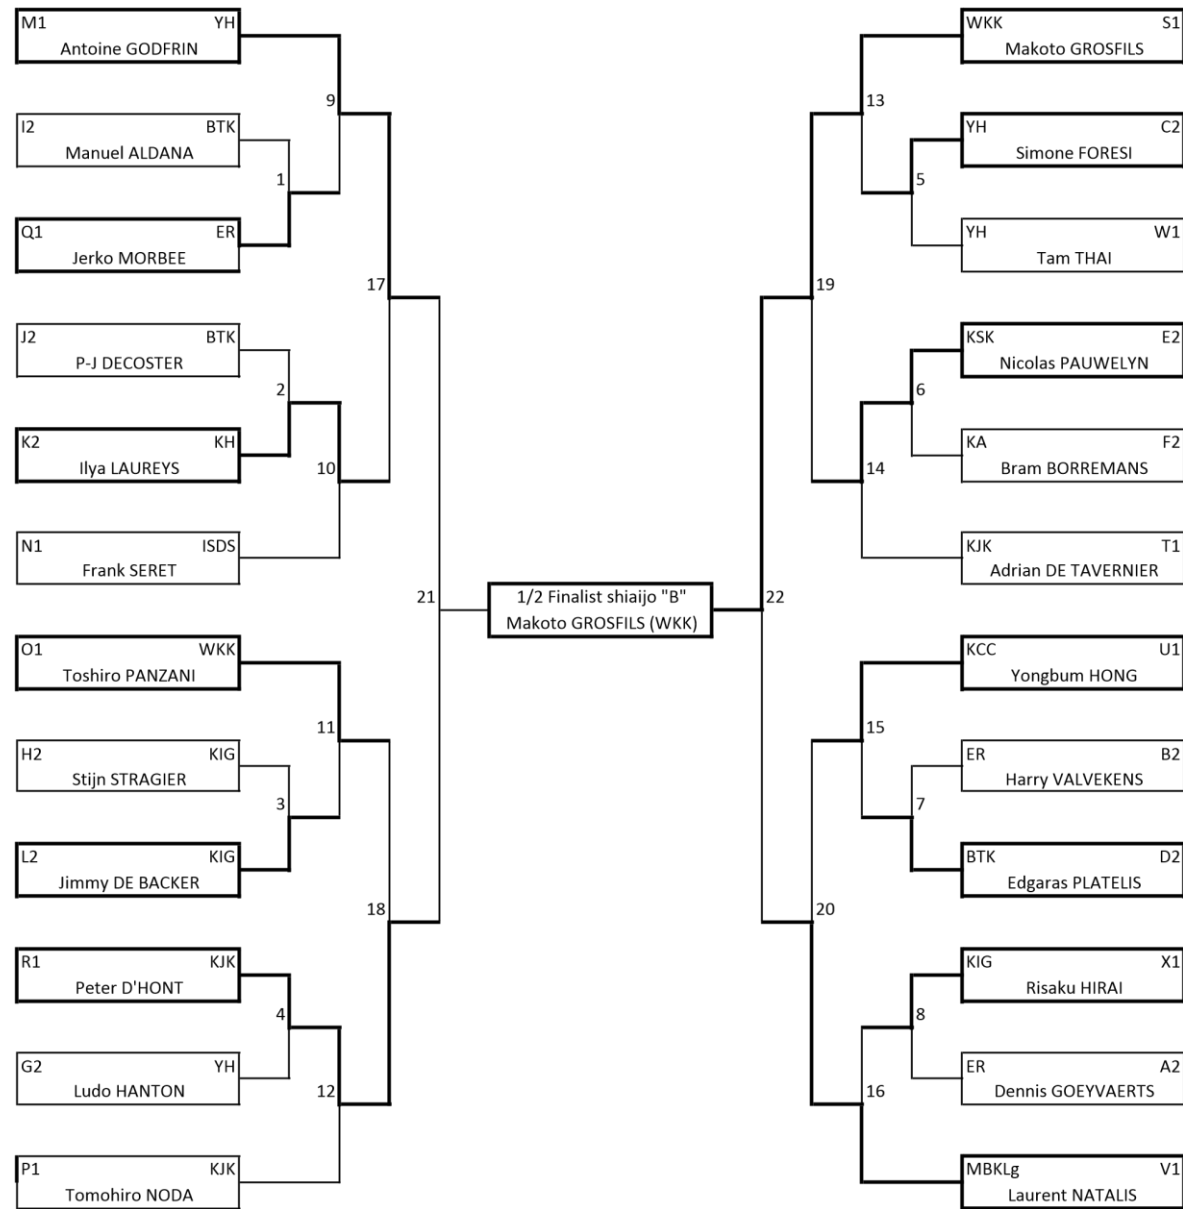 M1 YH
Antoine GODFRIN
9
I2 BTK
Manuel ALDANA
1
Q1 ER
Jerko MORBEE
17
J2 BTK
P-J DECOSTER
2
K2 KH
Ilya LAUREYS
10
N1 ISDS
Frank SERET
21
O1 WKK
Toshiro PANZANI
11
H2 KIG
Stijn STRAGIER
3
L2 KIG
Jimmy DE BACKER
18
R1 KJK
Peter D'HONT
4
G2 YH
Ludo HANTON
12
P1 KJK
Tomohiro NODA
1/2 Finalist shiaijo "B"
Makoto GROSFILS (WKK)
WKK S1
Makoto GROSFILS
13
YH C2
Simone FORESI
5
YH W1
Tam THAI
19
KSK E2
Nicolas PAUWELYN
6
KA F2
Bram BORREMANS
14
KJK T1
Adrian DE TAVERNIER
22
KCC U1
Yongbum HONG
15
ER B2
Harry VALVEKENS
7
BTK D2
Edgaras PLATELIS
20
KIG X1
Risaku HIRAI
8
ER A2
Dennis GOEYVAERTS
16
MBKLg V1
Laurent NATALIS